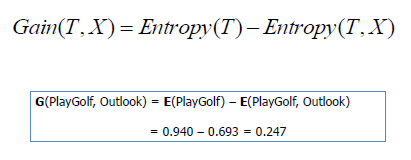 Gain(T, X) = Entropy(T) − Entropy(T, X)
G(PlayGolf, Outlook) = E(PlayGolf) – E(PlayGolf, Outlook)
= 0.940 – 0.693 = 0.247